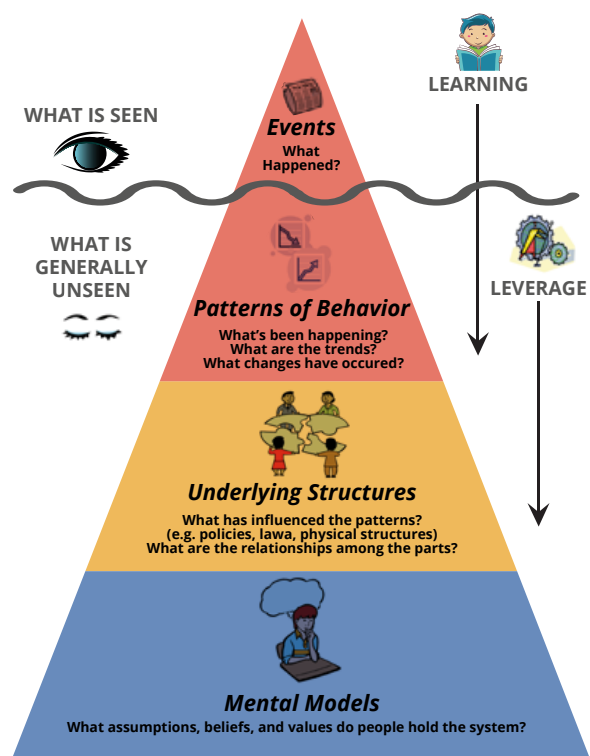 LEARNING
WHAT IS SEEN
Events
What
Happened?
WHAT IS
GENERALLY
UNSEEN
LEVERAGE
Patterns of Behavior
What's been happening?
What are the trends?
What changes have occured?
Underlying Structures
What has influenced the patterns?
(e.g. policies, lawa, physical structures)
What are the relationships among the parts?
Mental Models
What assumptions, beliefs, and values do people hold the system?